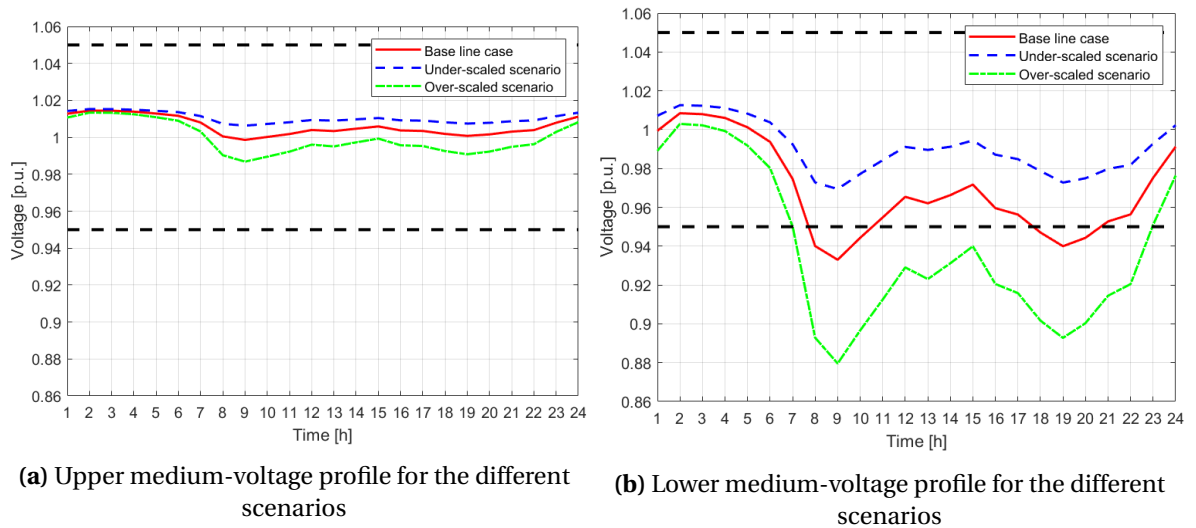 1.06
1.04
1.02
1
0.98
0.96
0.94
0.92
0.9
0.88
0.86
Voltage [p.u.]
Base line case
Under-scaled scenario
Over-scaled scenario
1 2 3 4 5 6 7 8 9 10 11 12 13 14 15 16 17 18 19 20 21 22 23 24
Time [h]
(a) Upper medium-voltage profile for the different
scenarios
1.06
1.04
1.02
1
0.98
0.96
0.94
0.92
0.9
0.88
0.86
Voltage [p.u.]
Base line case
Under-scaled scenario
Over-scaled scenario
1 2 3 4 5 6 7 8 9 10 11 12 13 14 15 16 17 18 19 20 21 22 23 24
Time [h]
(b) Lower medium-voltage profile for the different
scenarios